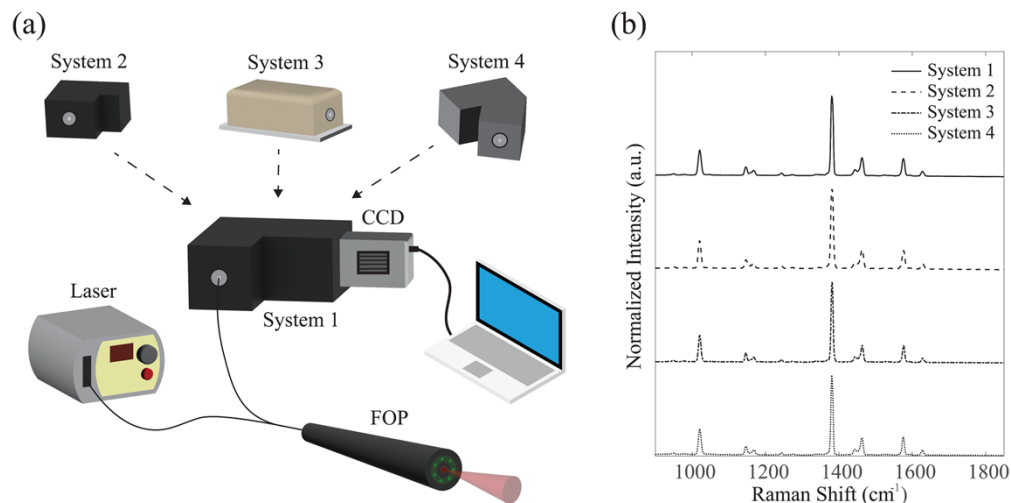 (a)
System 2
System 3
System 4
CCD
System 1
Laser
FOP
(b)
System 1
System 2
System 3
System 4
Normalized Intensity (a.u.)
1000 1200 1400 1600 1800
Raman Shift (cm⁻¹)